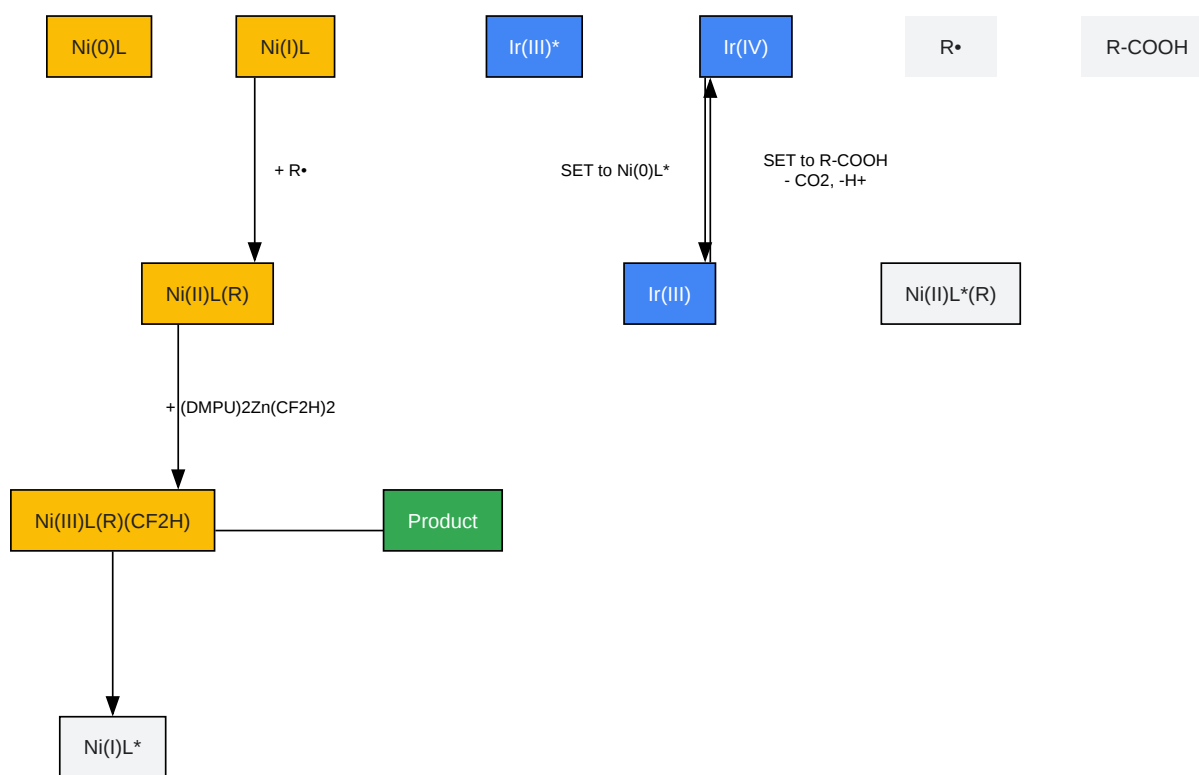 Ni(0)L
Ni(I)L
Ir(III)*
Ir(IV)
R•
R-COOH
+ R•
SET to Ni(0)L*
SET to R-COOH
- CO2, -H+
Ni(II)L(R)
Ir(III)
Ni(II)L*(R)
+ (DMPU)2Zn(CF2H)2
Ni(III)L(R)(CF2H)
Product
Ni(I)L*